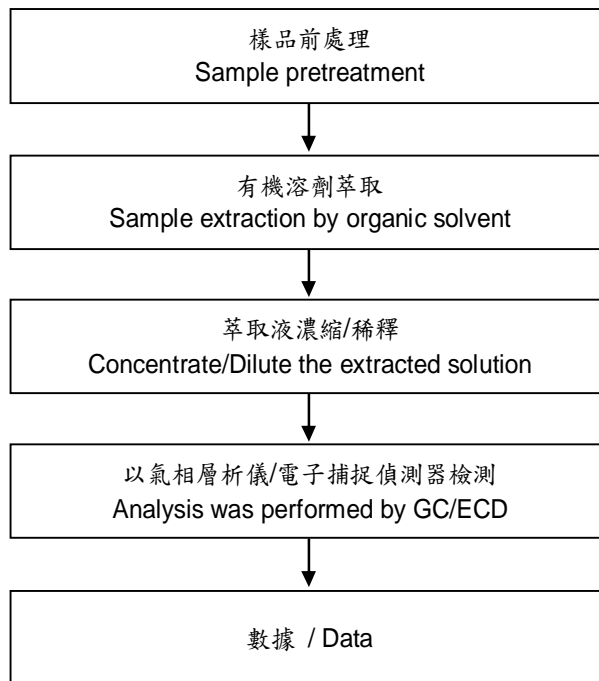 樣品前處理
Sample pretreatment
有機溶劑萃取
Sample extraction by organic solvent
萃取液濃縮/稀釋
Concentrate/Dilute the extracted solution
以氣相層析儀/電子捕捉偵測器檢測
Analysis was performed by GC/ECD
數據 / Data